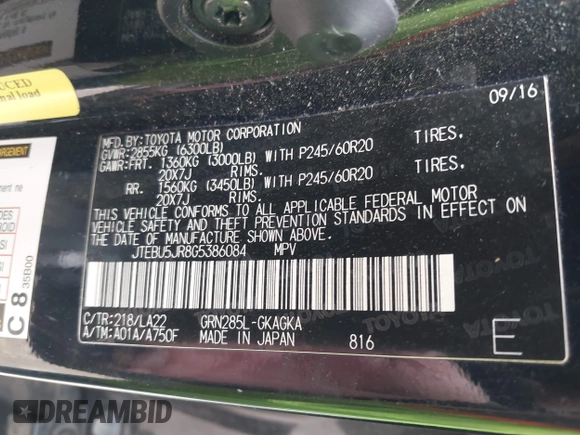 09/16
MFD.BY:TOYOTA MOTOR CORPORATION
GVWR:2855KG (6300LB)
GAWR:FRT. 1360KG (3000LB) WITH P245/60R20 TIRES.
20X7J RIMS.
RR. 1560KG (3450LB) WITH P245/60R20 TIRES.
20X7J RIMS.
THIS VEHICLE CONFORMS TO ALL APPLICABLE FEDERAL MOTOR
VEHICLE SAFETY AND THEFT PREVENTION STANDARDS IN EFFECT
ON THE DATE OF MANUFACTURE SHOWN ABOVE.
JTEBU5JR8G5386084 MPV
C/TR:218/LA22 GRN285L-GKAGKA
A/TM:A01A/A750F MADE IN JAPAN 816 E
C 8
35B00
DREAMBID